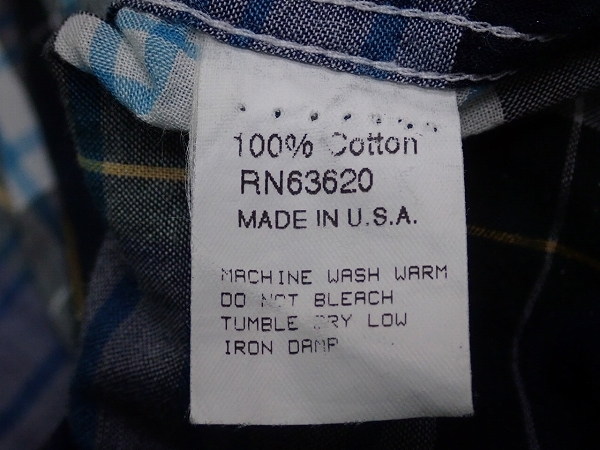 100% Cotton
RN63620
MADE IN U.S.A.
MACHINE WASH WARM
DO NOT BLEACH
TUMBLE DRY LOW
IRON DAMP